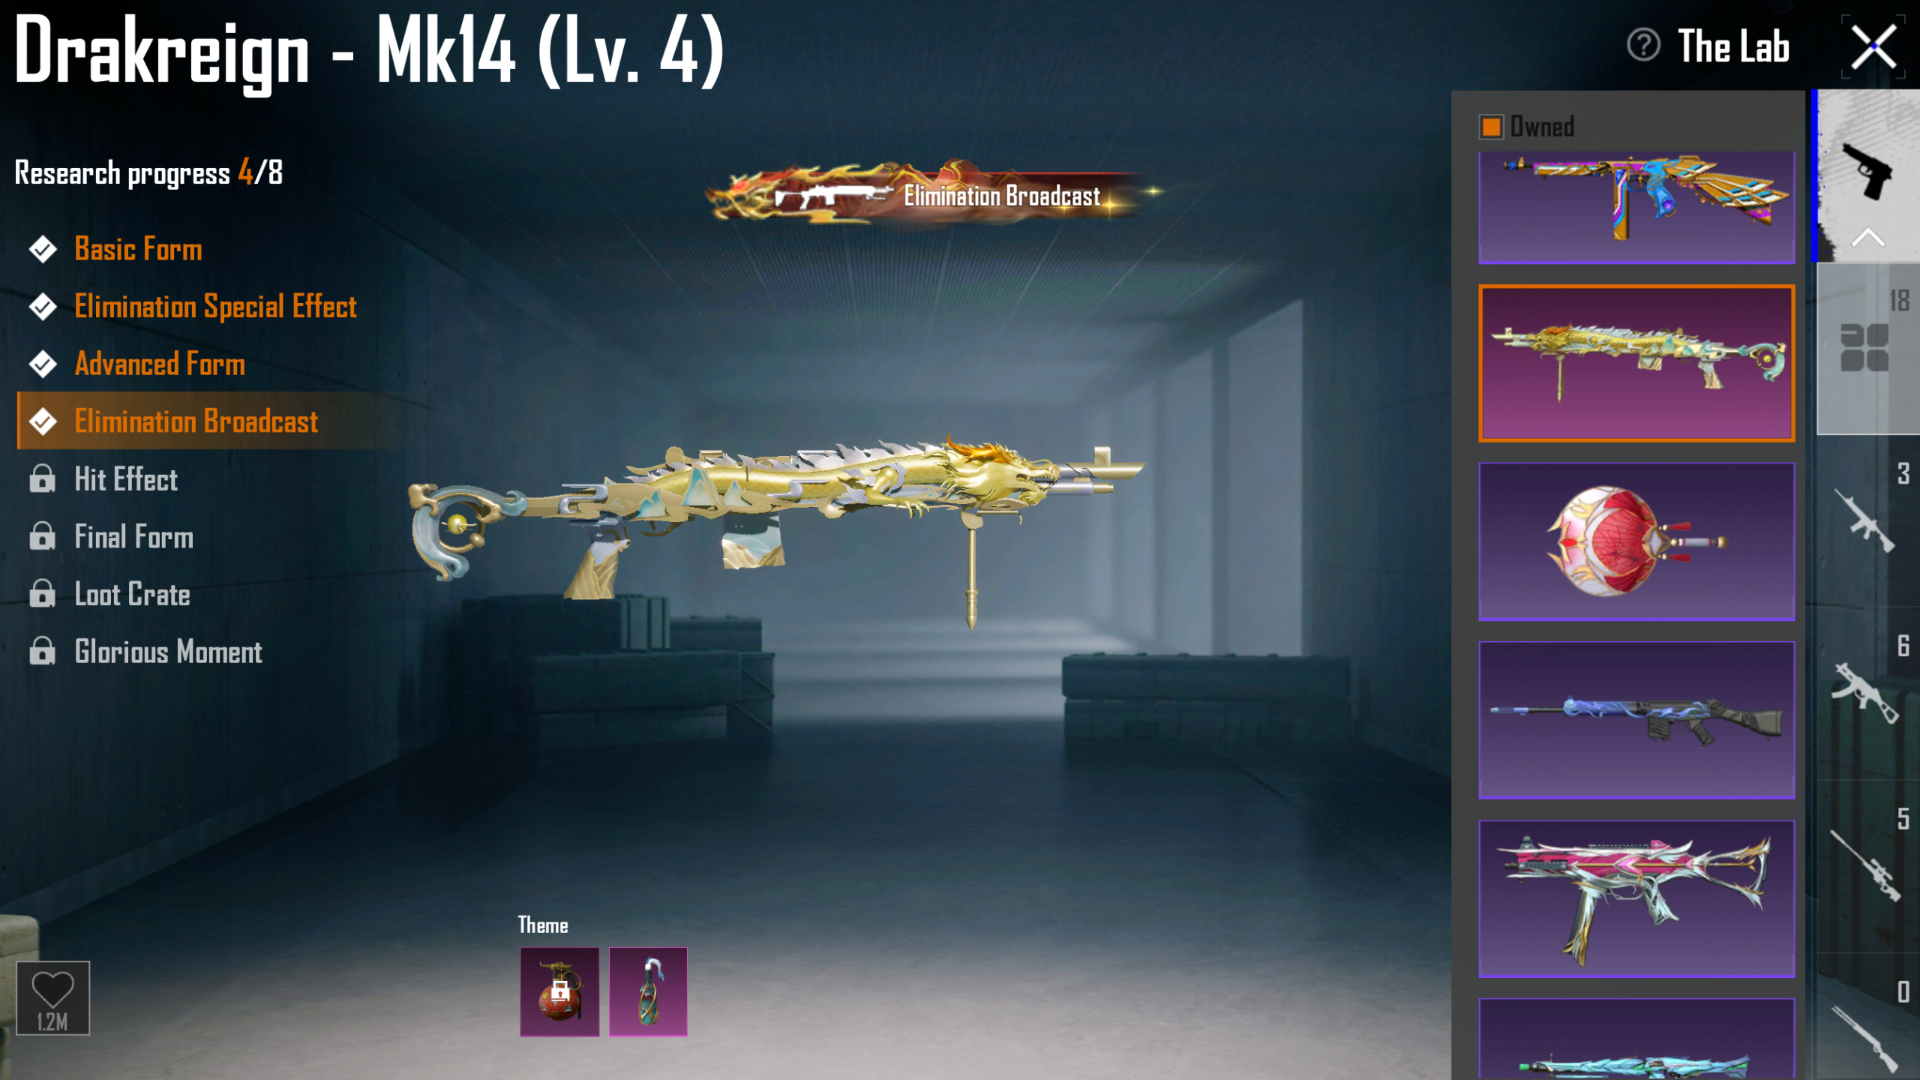 Drakreign - Mk14 (Lv. 4)
The Lab
Research progress 4/8
Basic Form
Elimination Special Effect
Advanced Form
Elimination Broadcast
Hit Effect
Final Form
Loot Crate
Glorious Moment
Elimination Broadcast
Theme
1.2M
Owned
18
3
6
5
0